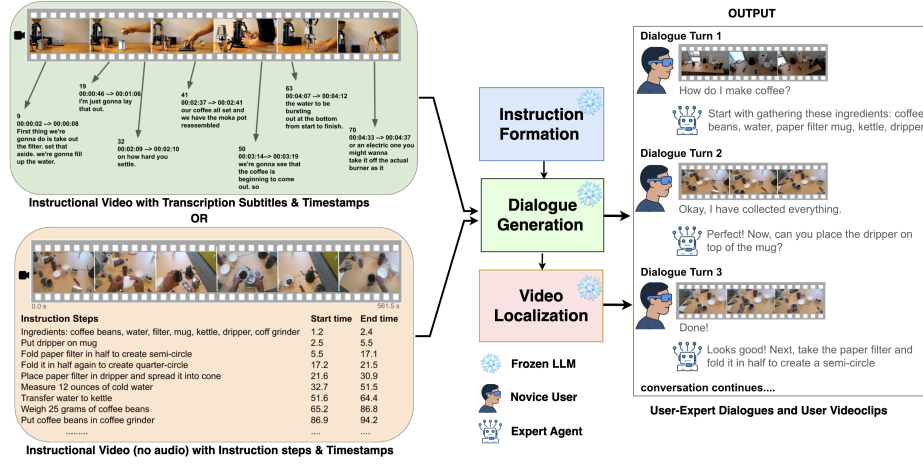 19
00:00:46 --> 00:01:06
I'm just gonna lay
that out.
41
00:02:37 --> 00:02:41
our coffee all set and
we have the moka pot
reassembled
63
00:04:07 --> 00:04:12
the water to be
bursting
out at the bottom
from start to finish.
9
00:00:02 --> 00:00:08
First thing we're
gonna do is take out
the filter. set that
aside. we're gonna fill
up the water.
32
00:02:09 --> 00:02:10
on how hard you
settle.
50
00:03:14--> 00:03:19
we're gonna see that
the coffee is
beginning to come
out. so
70
00:04:33 --> 00:04:37
or an electric one you
might wanna
take it off the actual
burner as it
Instructional Video with Transcription Subtitles & Timestamps
OR
0.0 s
561.5 s
Instruction Steps Start time End time
Ingredients: coffee beans, water, filter, mug, kettle, dripper, coff grinder 1.2 2.4
Put dripper on mug 2.5 5.5
Fold paper filter in half to create semi-circle 5.5 17.1
Fold it in half again to create quarter-circle 17.2 21.5
Place paper filter in dripper and spread it into cone 21.6 30.9
Measure 12 ounces of cold water 32.7 51.5
Transfer water to kettle 51.6 64.4
Weigh 25 grams of coffee beans 65.2 86.8
Put coffee beans in coffee grinder 86.9 94.2
......... .... ....
Instructional Video (no audio) with Instruction steps & Timestamps
Instruction
Formation
Dialogue
Generation
Video
Localization
Frozen LLM
Novice User
Expert Agent
OUTPUT
Dialogue Turn 1
How do I make coffee?
Start with gathering these ingredients: coffee
beans, water, paper filter mug, kettle, dripper
Dialogue Turn 2
Okay, I have collected everything.
Perfect! Now, can you place the dripper on
top of the mug?
Dialogue Turn 3
Done!
Looks good! Next, take the paper filter and
fold it in half to create a semi-circle
conversation continues....
User-Expert Dialogues and User Videoclips